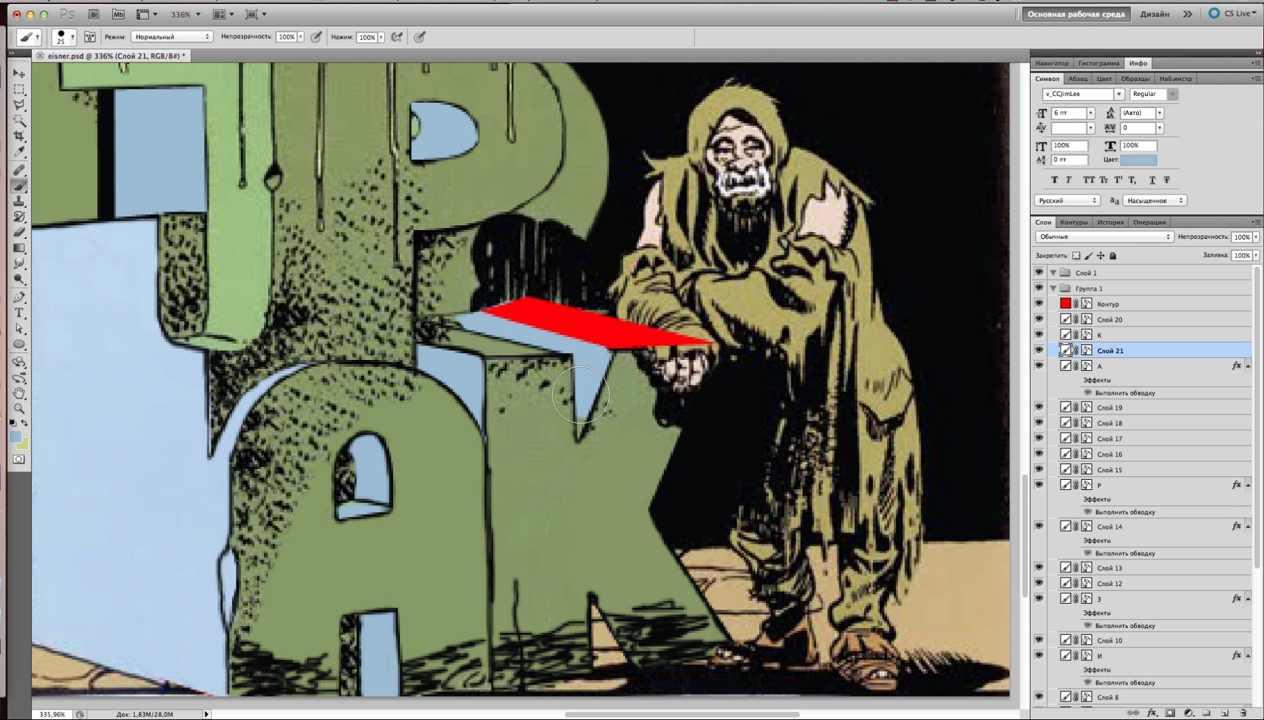 Ps
Br
Mb
336%
Основная рабочая среда
Дизайн
CS Live
25
Режим:
Нормальный
Непрозрачность:
100%
Нажим:
100%
eisner.psd @ 336% (Слой 21, RGB/8#) *
Навигатор
Гистограмма
Инфо
Символ
Абзац
Цвет
Образцы
Наб.инстр
v_CCJimLee
Regular
6 пт
(Авто)
0
100%
100%
0 пт
Цвет:
Русский
Насыщенное
Слои
Контуры
История
Операции
Обычные
Непрозрачность:
100%
Закрепить:
Заливка:
100%
Слой 1
Группа 1
Контур
Слой 20
К
Слой 21
А
Эффекты
Выполнить обводку
Слой 19
Слой 18
Слой 17
Слой 16
Слой 15
Р
Эффекты
Выполнить обводку
Слой 14
Эффекты
Выполнить обводку
Слой 13
Слой 12
З
Эффекты
Выполнить обводку
Слой 10
И
Эффекты
Выполнить обводку
Слой 8
АК
335,96%
Док: 1,83M/28,0M